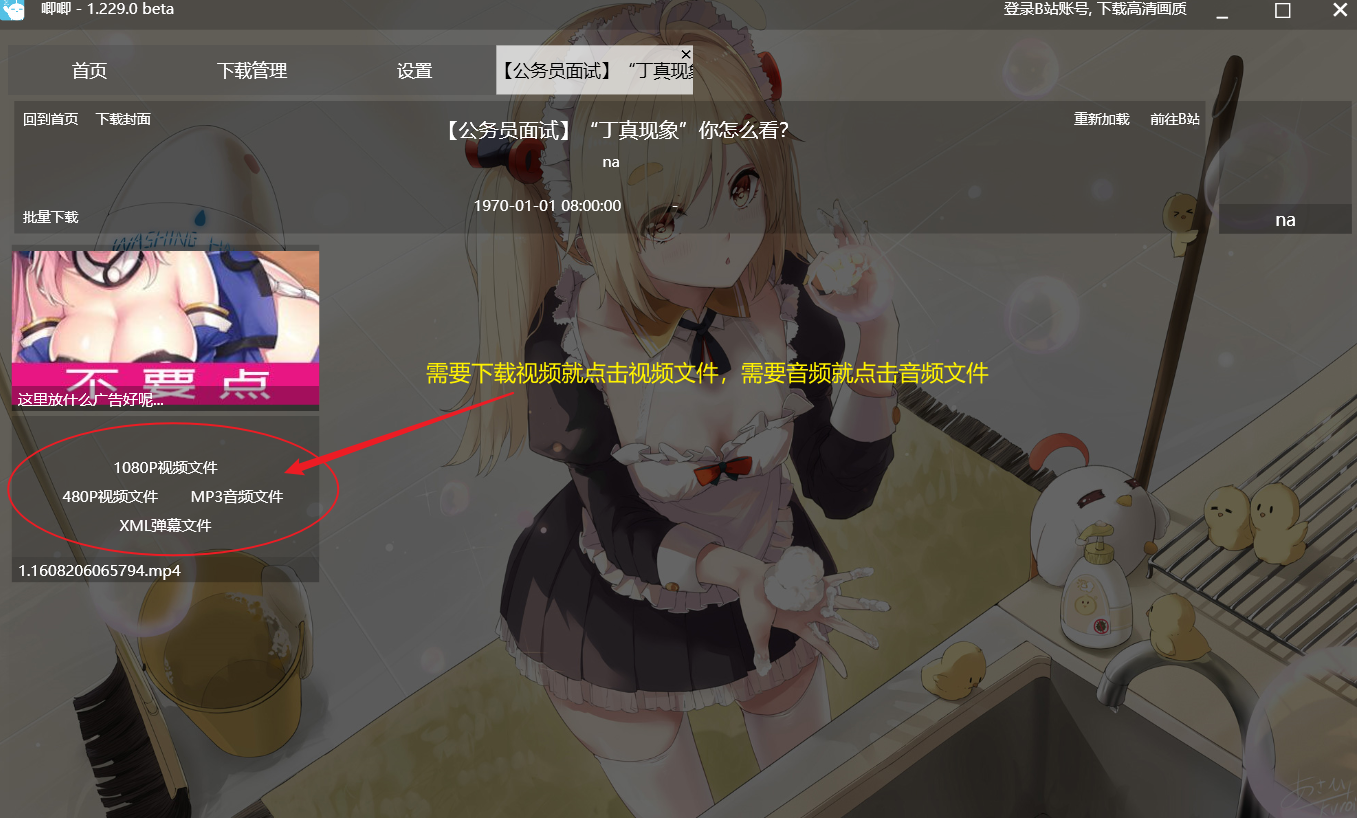 唧唧 - 1.229.0 beta
登录B站账号, 下载高清画质
首页
下载管理
设置
【公务员面试】 “丁真现象
回到首页
下载封面
【公务员面试】 “丁真现象”你怎么看？
重新加载
前往B站
na
1970-01-01 08:00:00
-
批量下载
na
WASHING
不要点
这里放什么广告好呢...
需要下载视频就点击视频文件，需要音频就点击音频文件
1080P视频文件
480P视频文件
MP3音频文件
XML弹幕文件
1.1608206065794.mp4